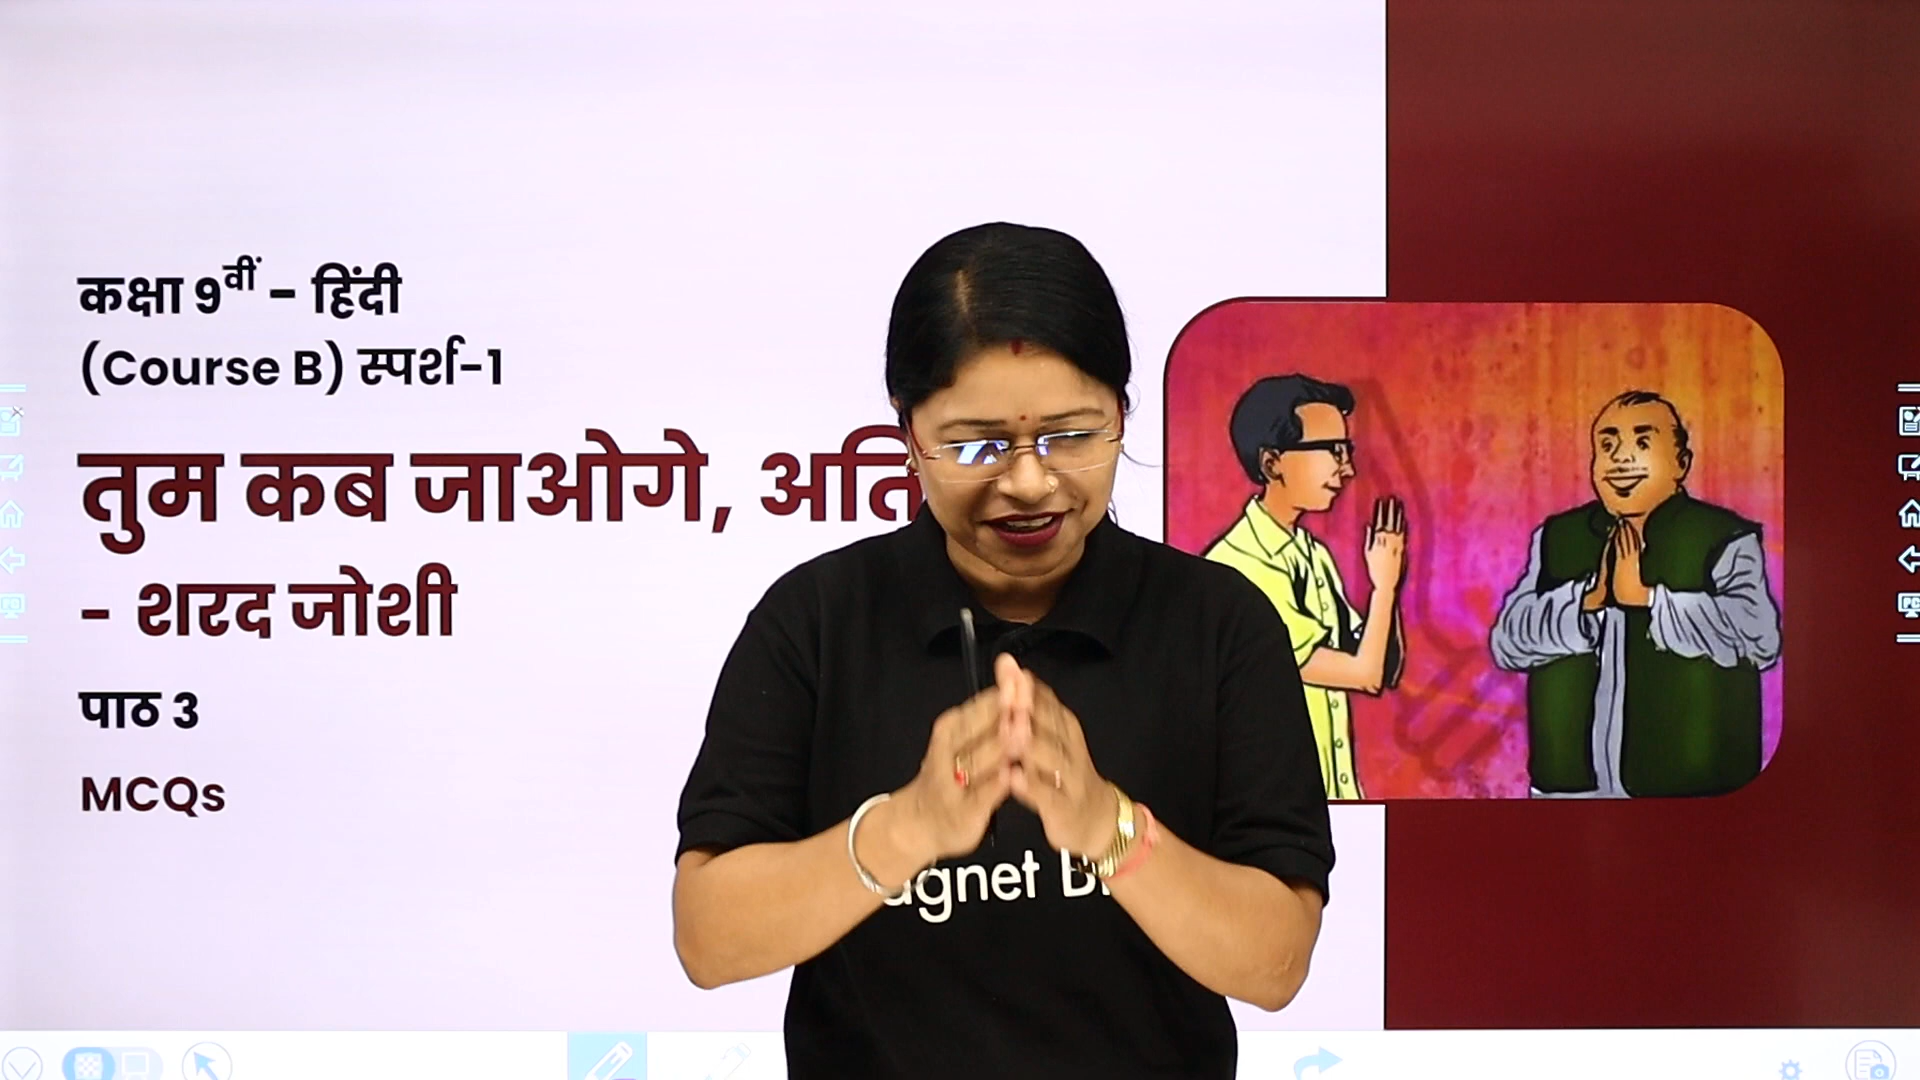 कक्षा 9वीं - हिंदी
(Course B) स्पर्श-1
तुम कब जाओगे,
- शरद जोशी
पाठ 3
MCQs